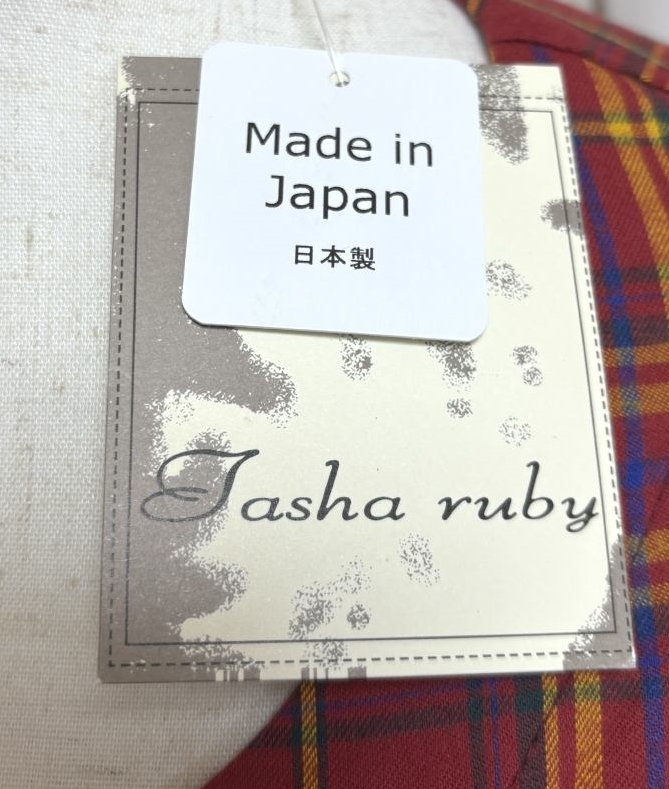 Made in
Japan
日本製
Tasha ruby